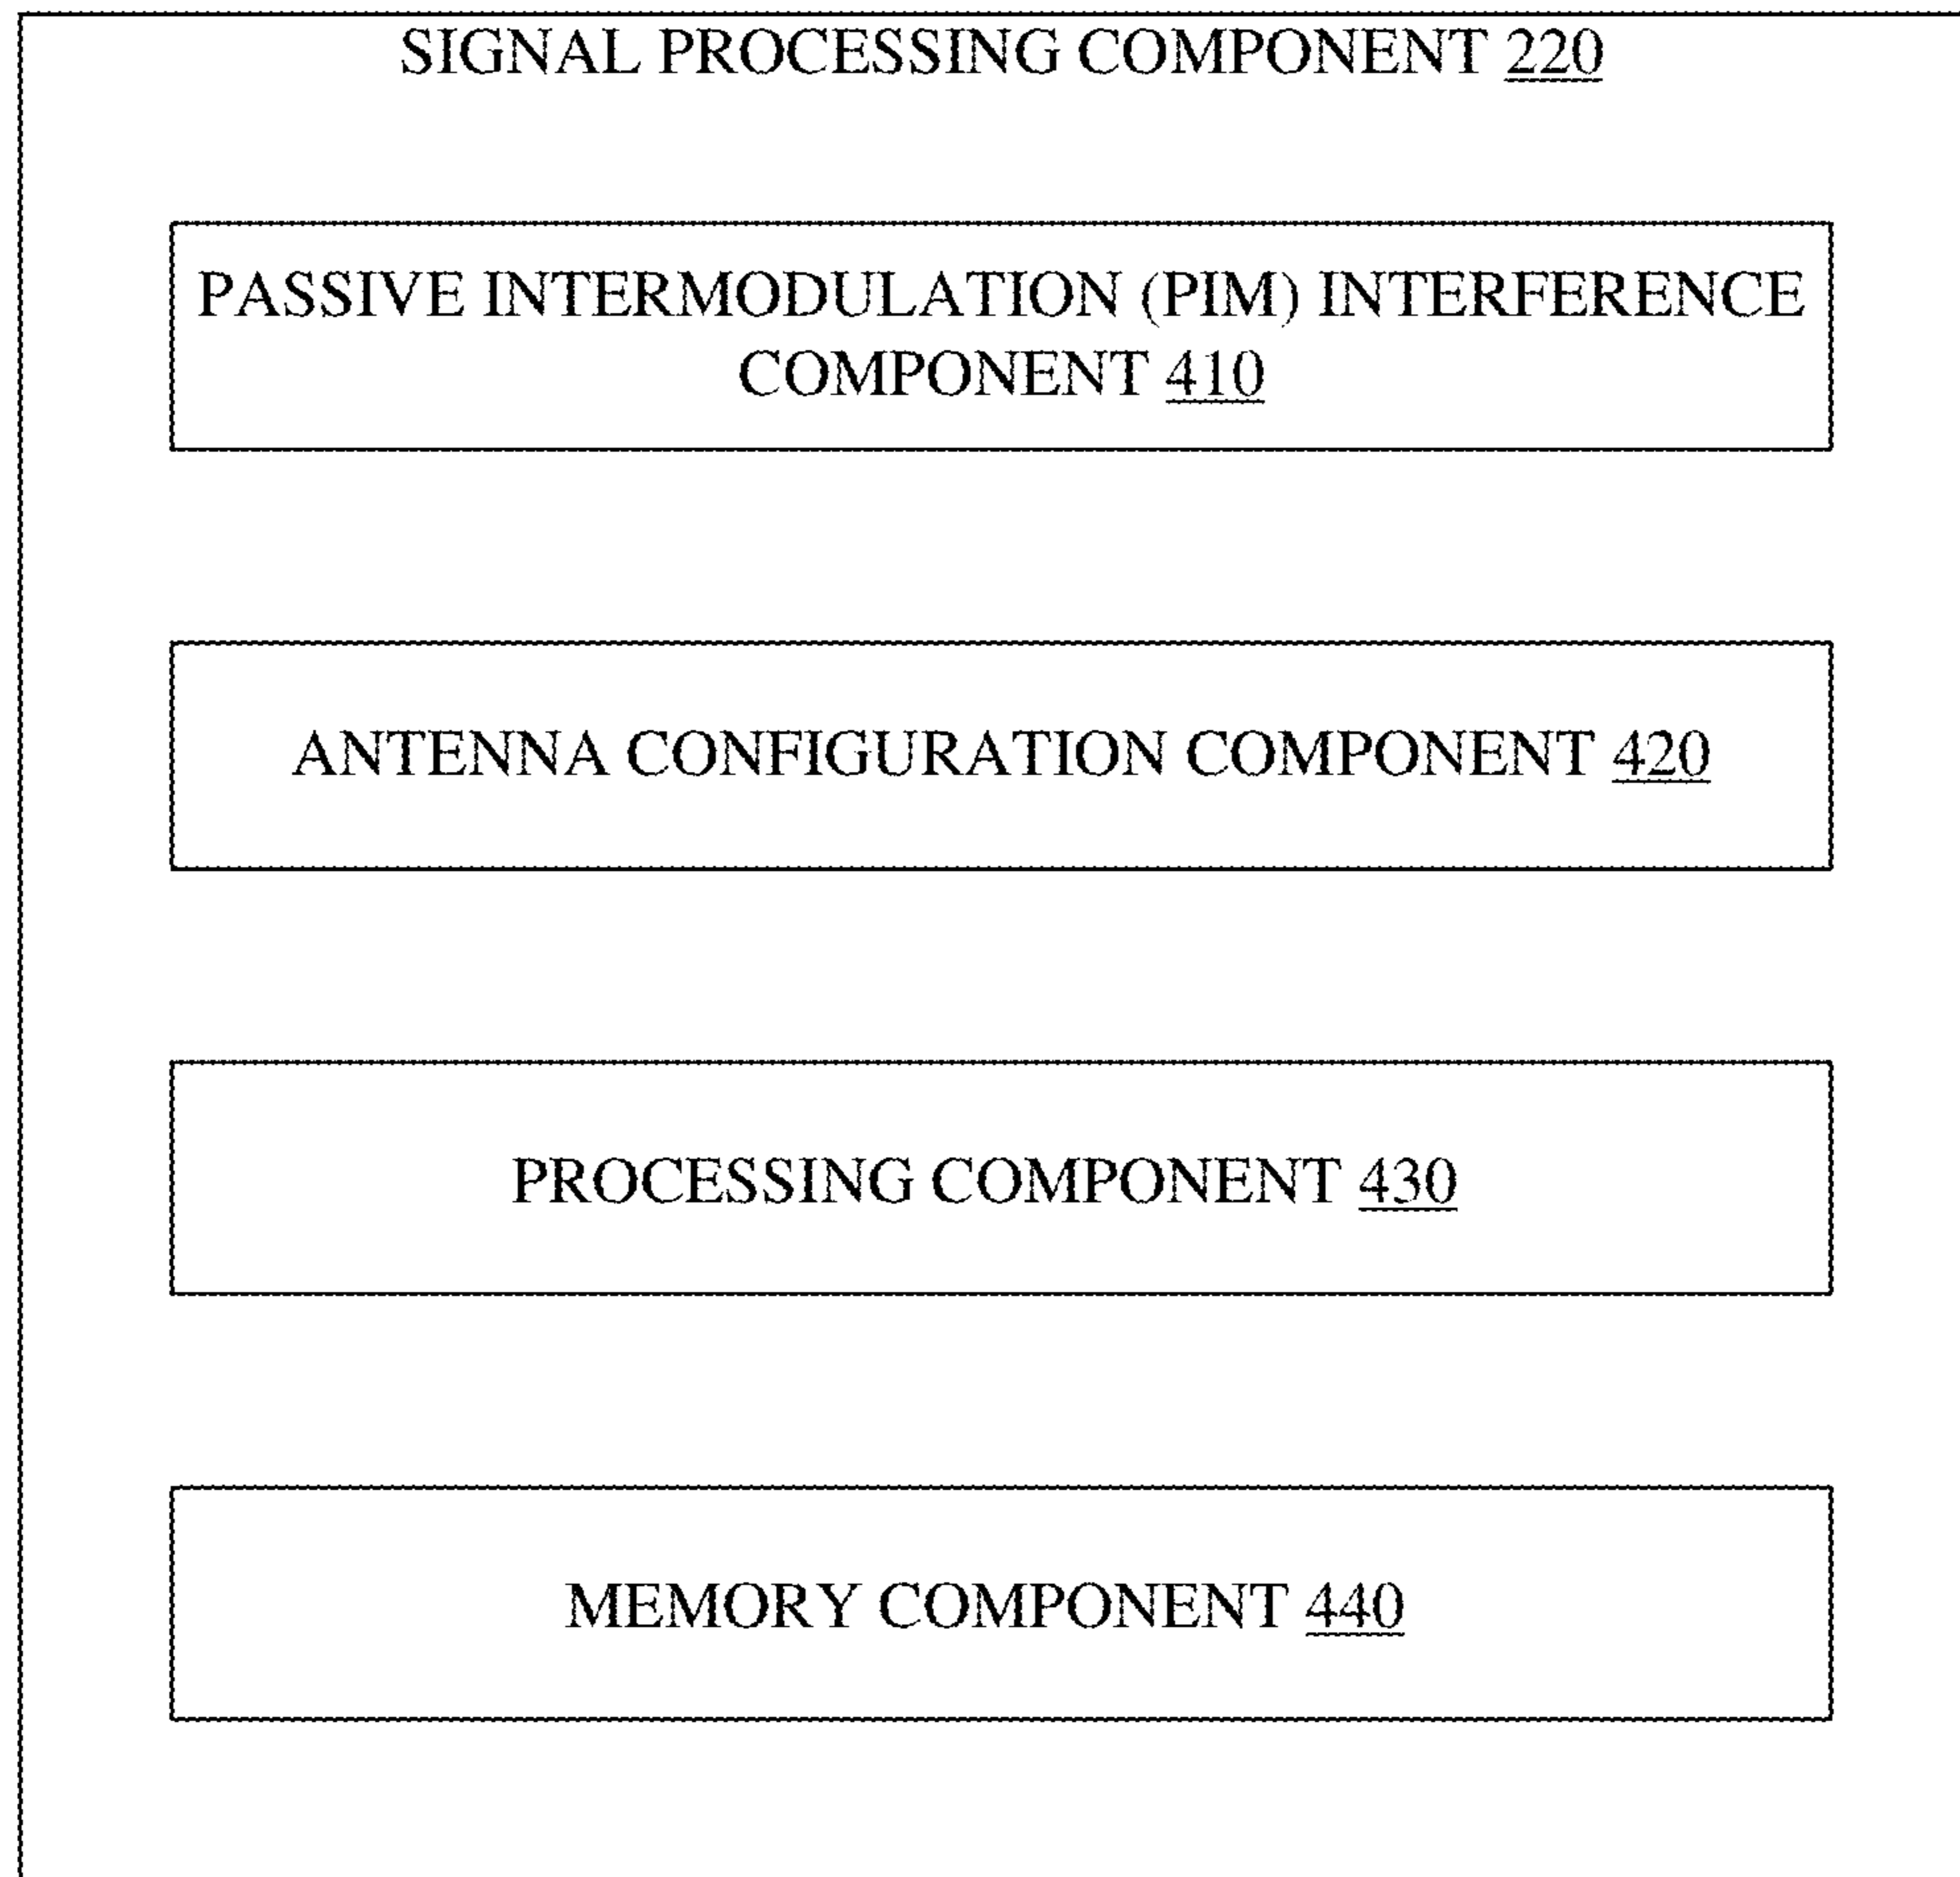 SIGNAL PROCESSING COMPONENT 220
PASSIVE INTERMODULATION (PIM) INTERFERENCE
COMPONENT 410
ANTENNA CONFIGURATION COMPONENT 420
PROCESSING COMPONENT 430
MEMORY COMPONENT 440